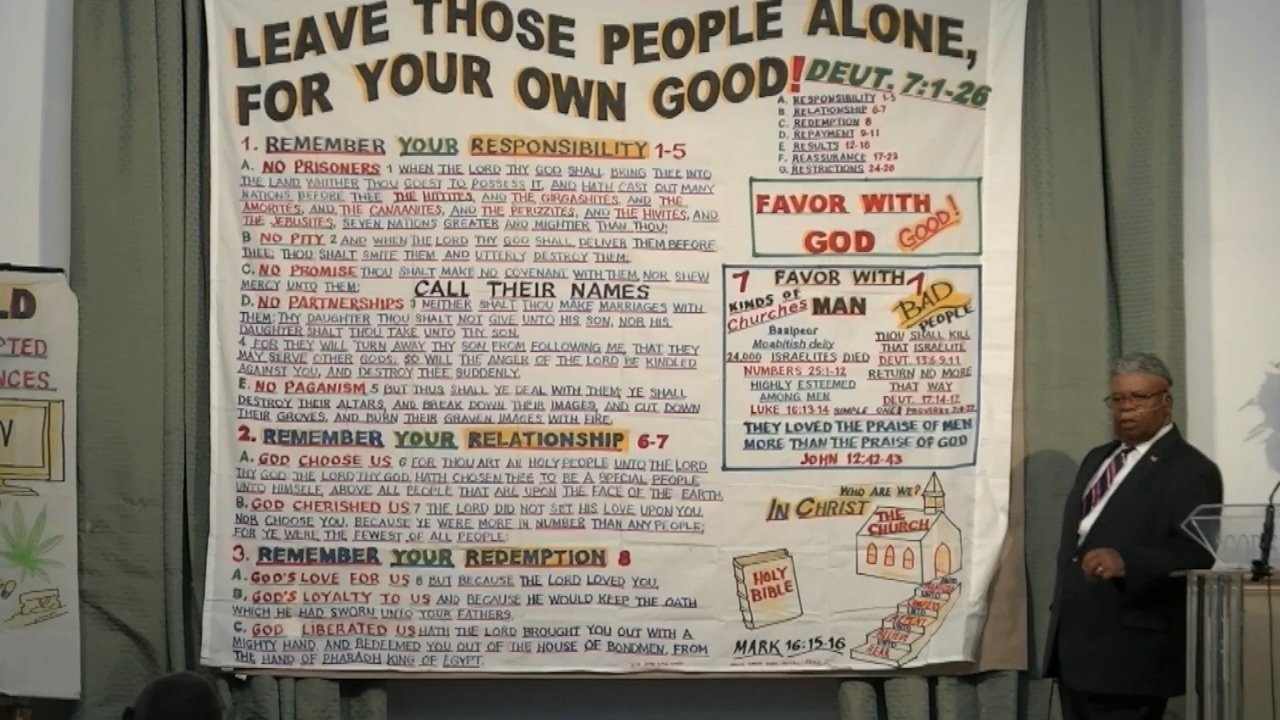 LEAVE THOSE PEOPLE ALONE,
FOR YOUR OWN GOOD!
DEUT. 7:1-26
A. RESPONSIBILITY 1-5
B. RELATIONSHIP 6-7
C. REDEMPTION 8
D. REPAYMENT 9-11
E. RESULTS 12-16
F. REASSURANCE 17-23
G. RESTRICTIONS 24-26
1. REMEMBER YOUR RESPONSIBILITY 1-5
A. NO PRISONERS 1 WHEN THE LORD THY GOD SHALL BRING THEE INTO
THE LAND WHITHER THOU GOEST TO POSSESS IT, AND HATH CAST OUT MANY
NATIONS BEFORE THEE, THE HITTITES, AND THE GIRGASHITES, AND THE
AMORITES, AND THE CANAANITES, AND THE PERIZZITES, AND THE HIVITES, AND
THE JEBUSITES, SEVEN NATIONS GREATER AND MIGHTIER THAN THOU;
B NO PITY 2 AND WHEN THE LORD THY GOD SHALL DELIVER THEM BEFORE
THEE; THOU SHALT SMITE THEM AND UTTERLY DESTROY THEM;
C. NO PROMISE THOU SHALT MAKE NO COVENANT WITH THEM, NOR SHEW
MERCY UNTO THEM:
CALL THEIR NAMES
D. NO PARTNERSHIPS 3 NEITHER SHALT THOU MAKE MARRIAGES WITH
THEM; THY DAUGHTER THOU SHALT NOT GIVE UNTO HIS SON, NOR HIS
DAUGHTER SHALT THOU TAKE UNTO THY SON.
4 FOR THEY WILL TURN AWAY THY SON FROM FOLLOWING ME, THAT THEY
MAY SERVE OTHER GODS: SO WILL THE ANGER OF THE LORD BE KINDLED
AGAINST YOU, AND DESTROY THEE SUDDENLY.
E. NO PAGANISM 5 BUT THUS SHALL YE DEAL WITH THEM; YE SHALL
DESTROY THEIR ALTARS, AND BREAK DOWN THEIR IMAGES, AND CUT DOWN
THEIR GROVES, AND BURN THEIR GRAVEN IMAGES WITH FIRE.
2. REMEMBER YOUR RELATIONSHIP 6-7
A. GOD CHOOSE US 6 FOR THOU ART AN HOLY PEOPLE UNTO THE LORD
THY GOD: THE LORD THY GOD HATH CHOSEN THEE TO BE A SPECIAL PEOPLE
UNTO HIMSELF, ABOVE ALL PEOPLE THAT ARE UPON THE FACE OF THE EARTH.
B. GOD CHERISHED US 7 THE LORD DID NOT SET HIS LOVE UPON YOU,
NOR CHOOSE YOU, BECAUSE YE WERE MORE IN NUMBER THAN ANY PEOPLE;
FOR YE WERE THE FEWEST OF ALL PEOPLE:
3. REMEMBER YOUR REDEMPTION 8
A. GOD'S LOVE FOR US 8 BUT BECAUSE THE LORD LOVED YOU,
B. GOD'S LOYALTY TO US AND BECAUSE HE WOULD KEEP THE OATH
WHICH HE HAD SWORN UNTO YOUR FATHERS,
C. GOD LIBERATED US HATH THE LORD BROUGHT YOU OUT WITH A
MIGHTY HAND, AND REDEEMED YOU OUT OF THE HOUSE OF BONDMEN, FROM
THE HAND OF PHARAOH KING OF EGYPT.
FAVOR WITH
GOD GOOD!
7 FAVOR WITH 7
KINDS OF
Churches
MAN
BAD
PEOPLE
Baalpeor
Moabitish deity
24,000 ISRAELITES DIED
NUMBERS 25:1-12
HIGHLY ESTEEMED
AMONG MEN
LUKE 16:13-14
THOU SHALL KILL
THAT ISRAELITE
DEUT. 13:6,9,11
RETURN NO MORE
THAT WAY
DEUT. 17:14-17
SIMPLE ONES PROVERBS
THEY LOVED THE PRAISE OF MEN
MORE THAN THE PRAISE OF GOD
JOHN 12:42-43
WHO ARE WE?
IN CHRIST
THE
CHURCH
HOLY
BIBLE
UNTO
UNTO
REPENT
UNTO
BELIEVE
UNTO
HEAR
MARK 16:15-16
LD
PTED
NCES
V